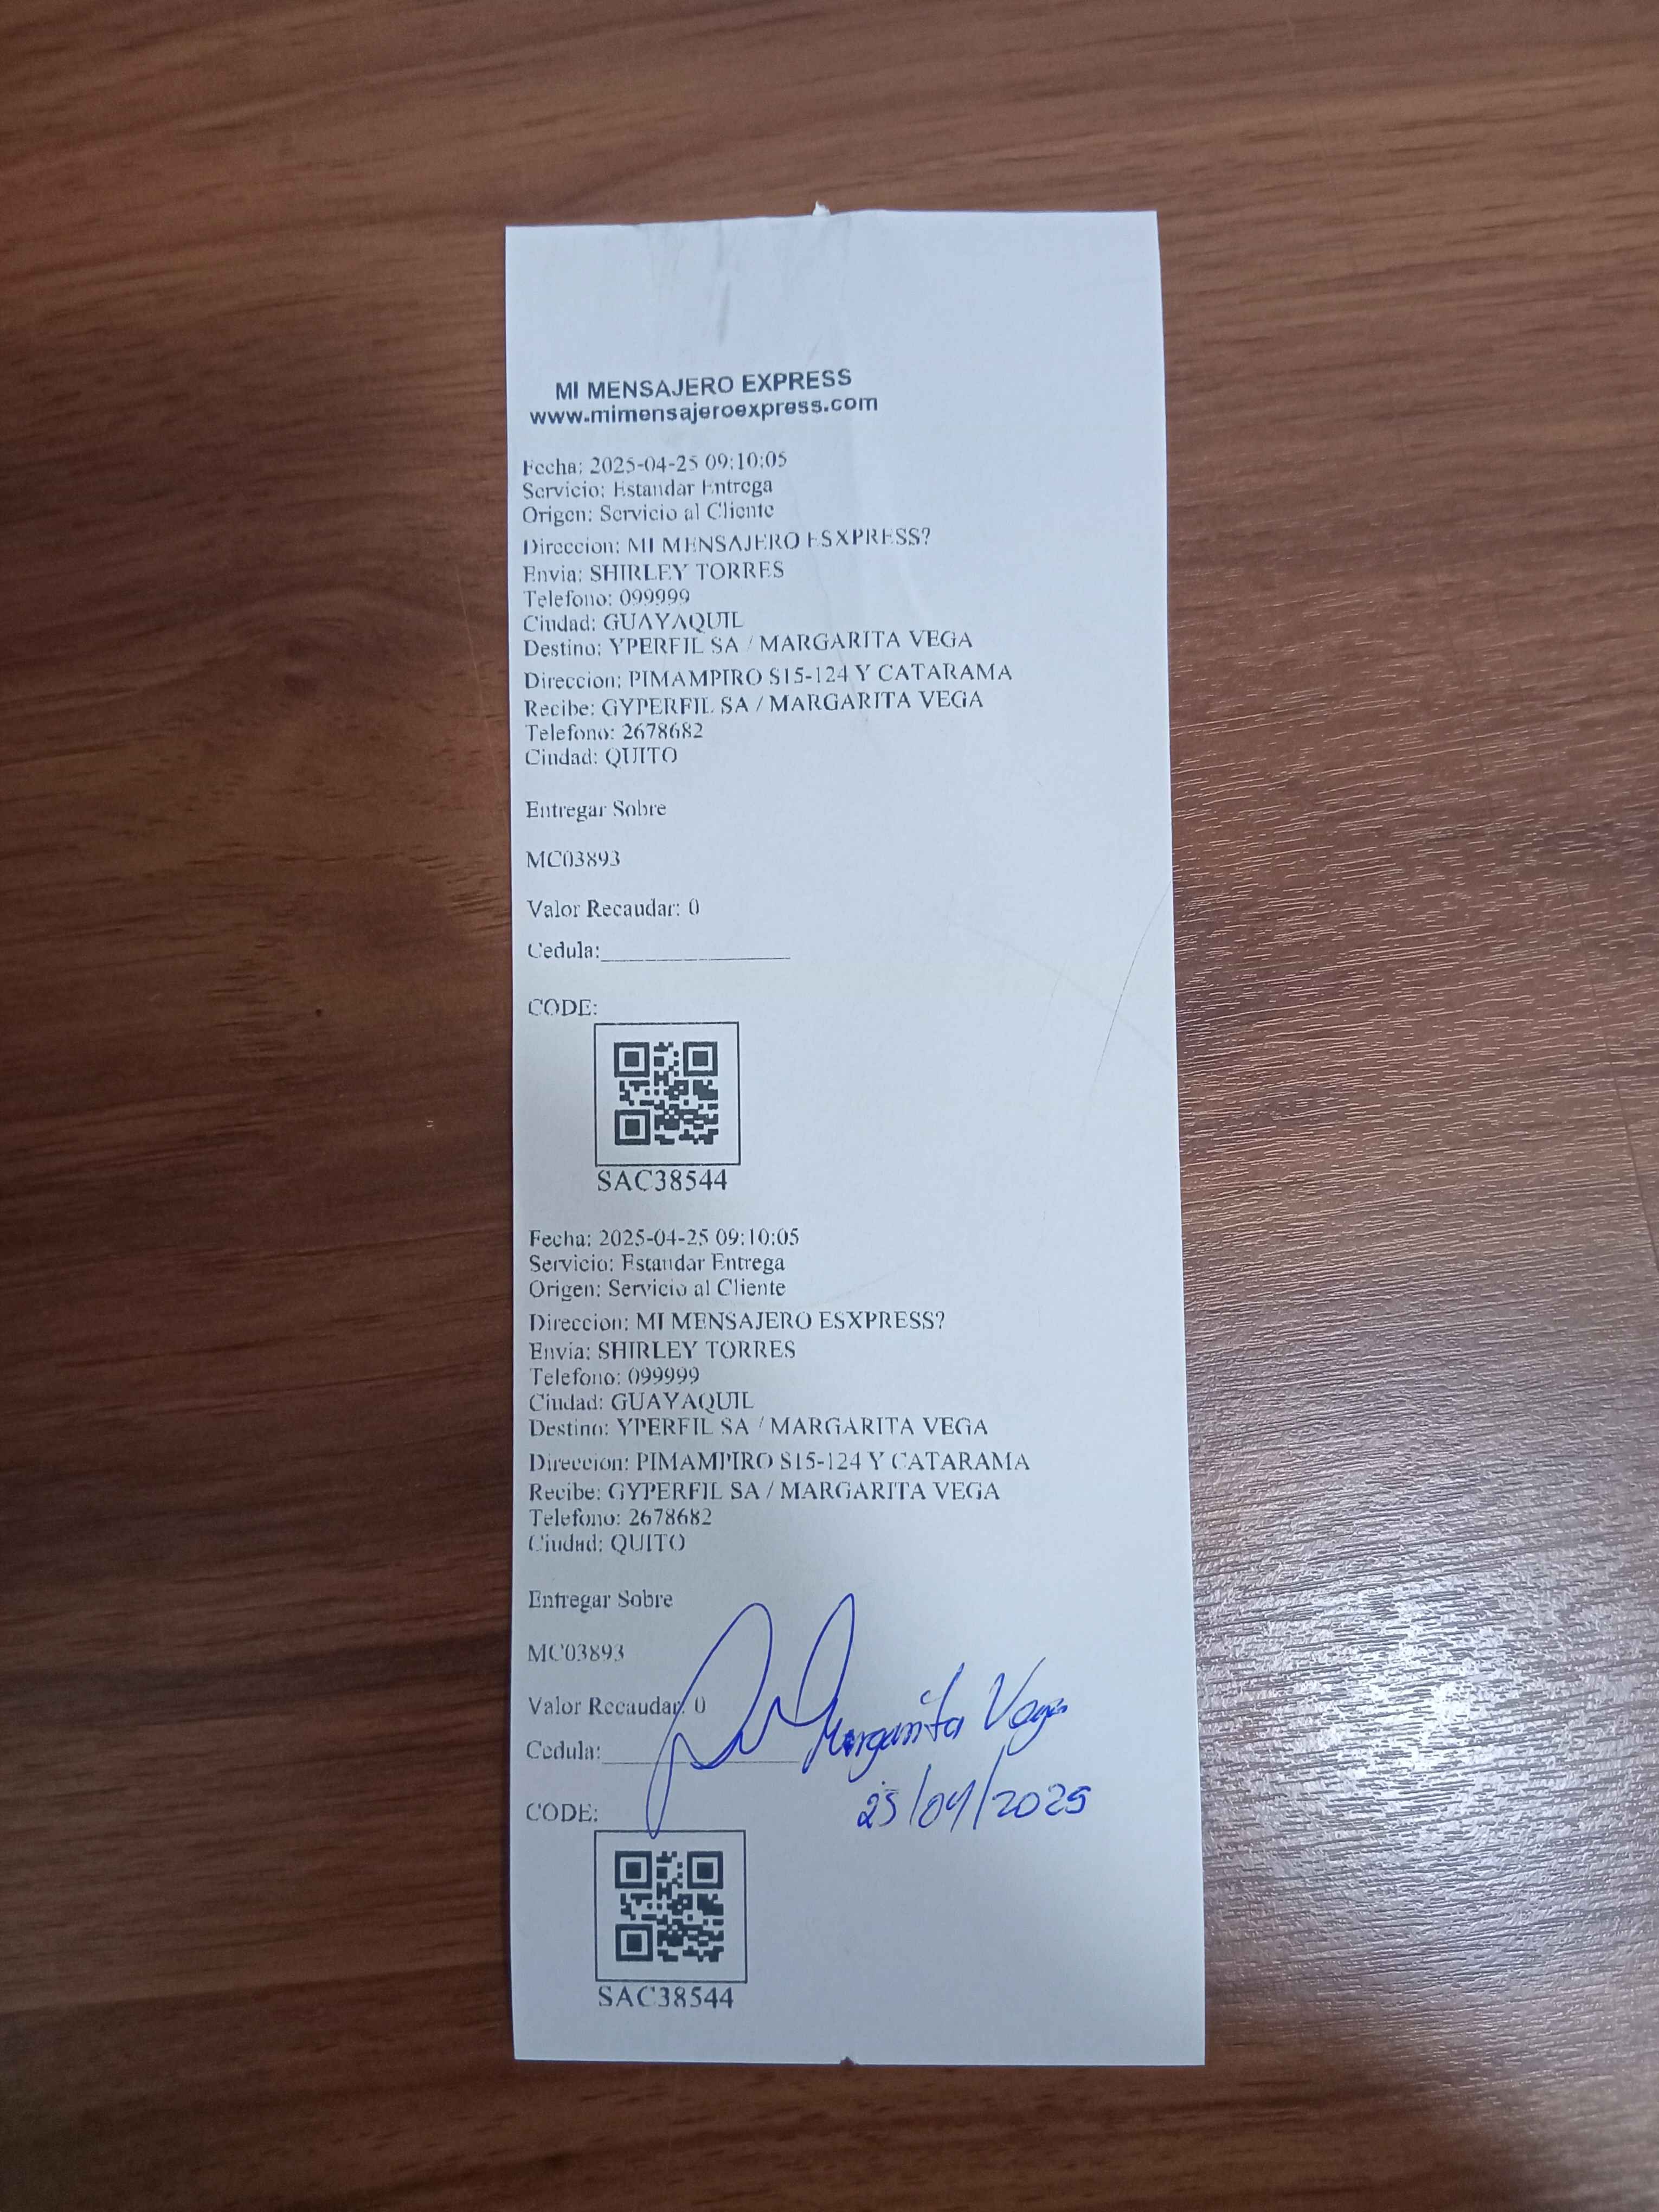 MI MENSAJERO EXPRESS
www.mimensajeroexpress.com
Fecha: 2025-04-25 09:10:05
Servicio: Estandar Entrega
Origen: Servicio al Cliente
Direccion: MI MENSAJERO ESXPRESS?
Envia: SHIRLEY TORRES
Telefono: 099999
Ciudad: GUAYAQUIL
Destino: YPERFIL SA / MARGARITA VEGA
Direccion: PIMAMPIRO S15-124 Y CATARAMA
Recibe: GYPERFIL SA / MARGARITA VEGA
Telefono: 2678682
Ciudad: QUITO
Entregar Sobre
MC03893
Valor Recaudar: 0
Cedula:
CODE:
SAC38544
Fecha: 2025-04-25 09:10:05
Servicio: Estandar Entrega
Origen: Servicio al Cliente
Direccion: MI MENSAJERO ESXPRESS?
Envia: SHIRLEY TORRES
Telefono: 099999
Ciudad: GUAYAQUIL
Destino: YPERFIL SA / MARGARITA VEGA
Direccion: PIMAMPIRO S15-124 Y CATARAMA
Recibe: GYPERFIL SA / MARGARITA VEGA
Telefono: 2678682
Ciudad: QUITO
Entregar Sobre
MC03893
Valor Recaudar: 0
Margarita Vega
Cedula:
25/04/2025
CODE:
SAC38544